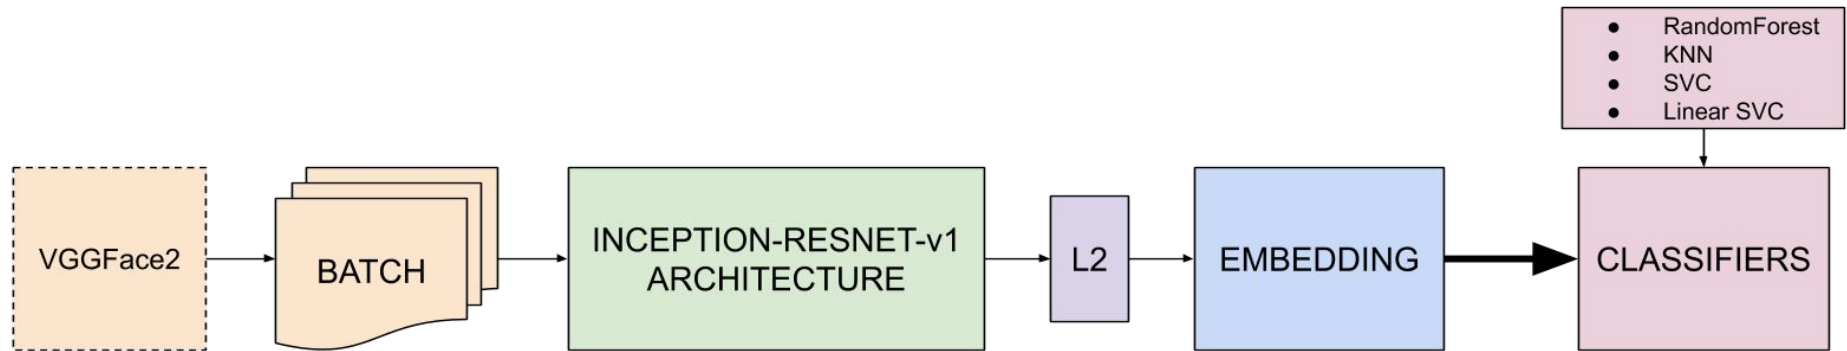 ● RandomForest
● KNN
● SVC
● Linear SVC
VGGFace2
BATCH
INCEPTION-RESNET-v1
ARCHITECTURE
L2
EMBEDDING
CLASSIFIERS